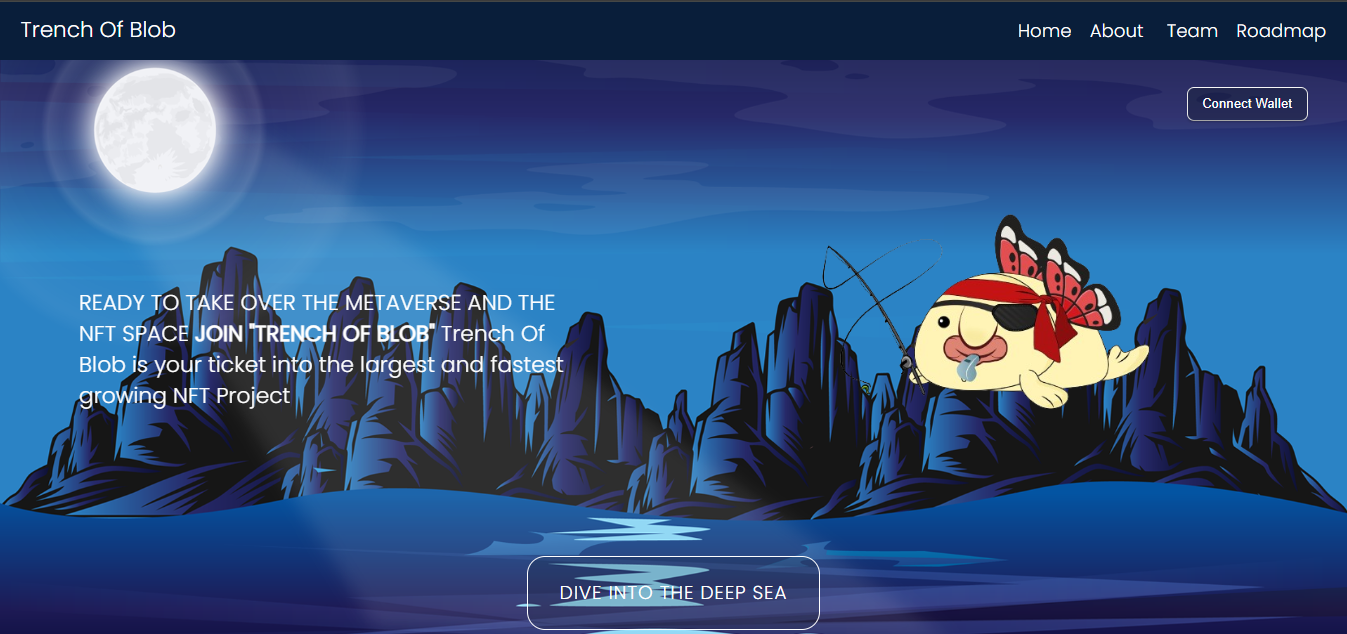 Trench Of Blob
Home About Team Roadmap
Connect Wallet
READY TO TAKE OVER THE METAVERSE AND THE
NFT SPACE JOIN "TRENCH OF BLOB" Trench Of
Blob is your ticket into the largest and fastest
growing NFT Project
DIVE INTO THE DEEP SEA